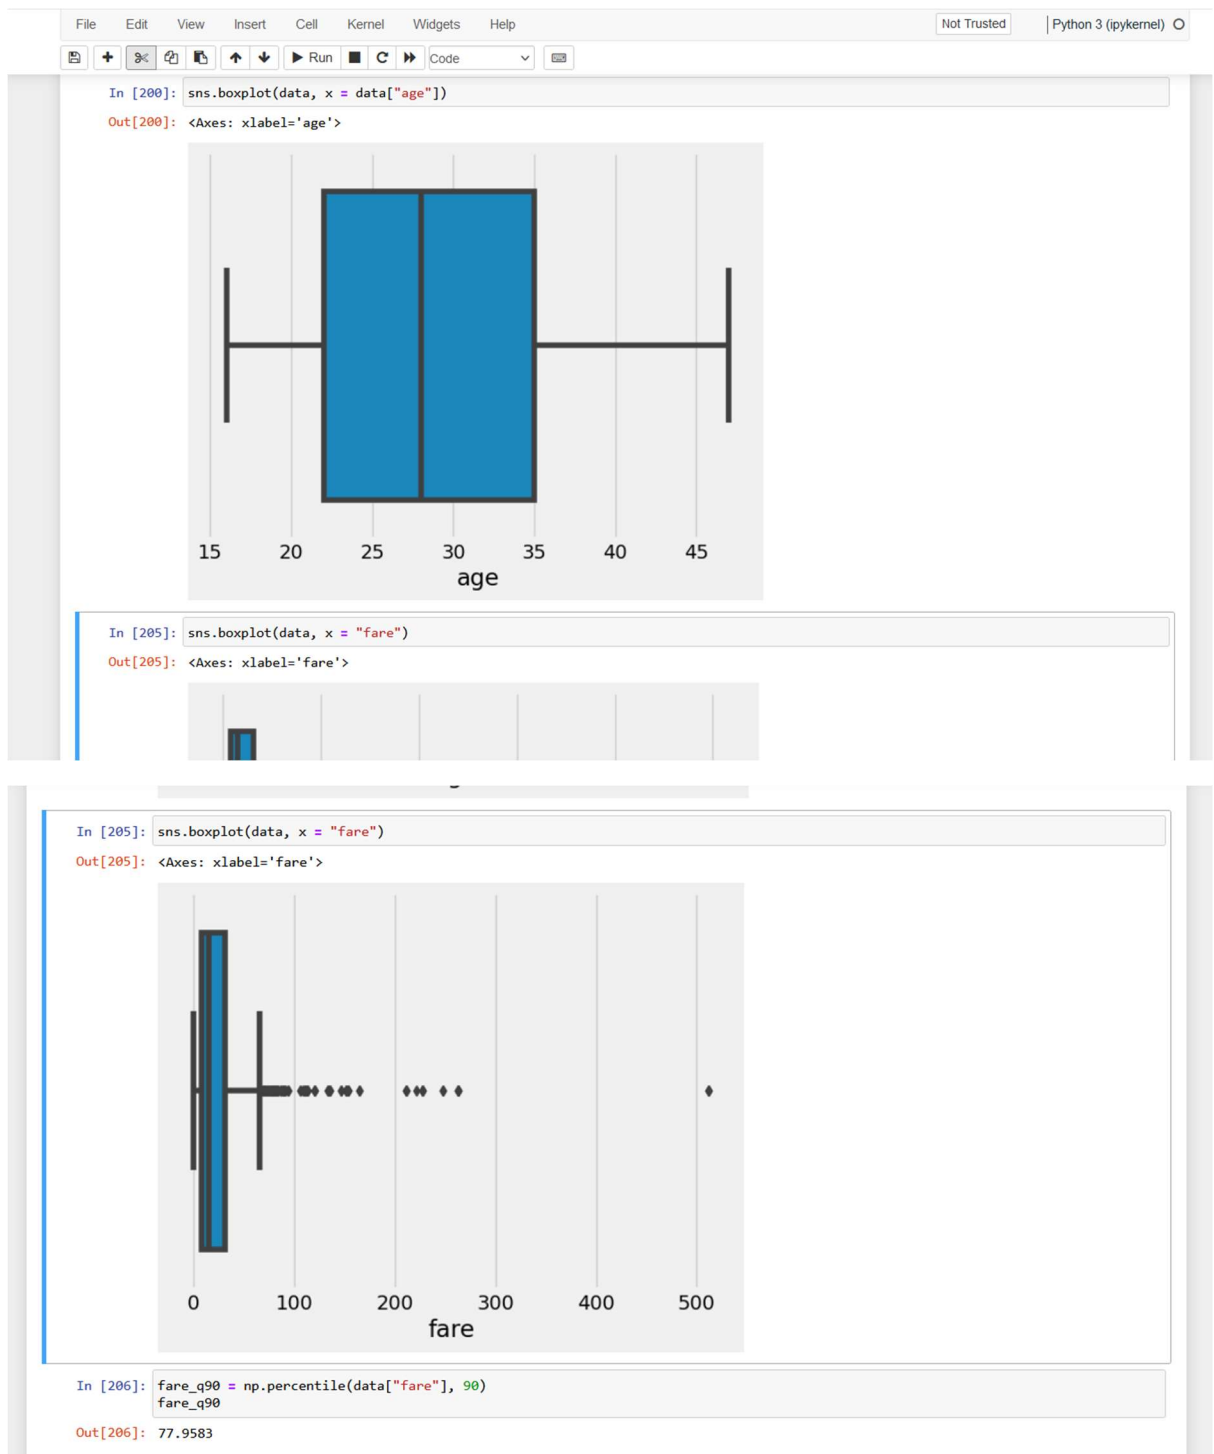 File Edit View Insert Cell Kernel Widgets Help Not Trusted Python 3 (ipykernel)
Run Code
In [200]: sns.boxplot(data, x = data["age"])
Out[200]: <Axes: xlabel='age'>
15 20 25 30 35 40 45
age
In [205]: sns.boxplot(data, x = "fare")
Out[205]: <Axes: xlabel='fare'>
In [205]: sns.boxplot(data, x = "fare")
Out[205]: <Axes: xlabel='fare'>
0 100 200 300 400 500
fare
In [206]: fare_q90 = np.percentile(data["fare"], 90)
fare_q90
Out[206]: 77.9583